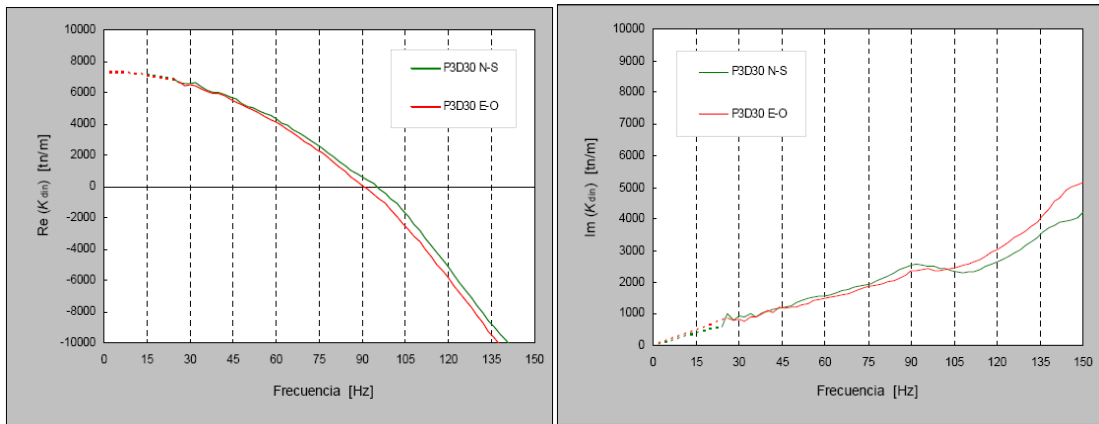 10000
8000
6000
4000
2000
0
-2000
-4000
-6000
-8000
-10000
Re (K din) [tn/m]
P3D30 N-S
P3D30 E-O
0 15 30 45 60 75 90 105 120 135 150
Frecuencia [Hz]
10000
9000
8000
7000
6000
5000
4000
3000
2000
1000
0
Im (K din) [tn/m]
P3D30 N-S
P3D30 E-O
0 15 30 45 60 75 90 105 120 135 150
Frecuencia [Hz]